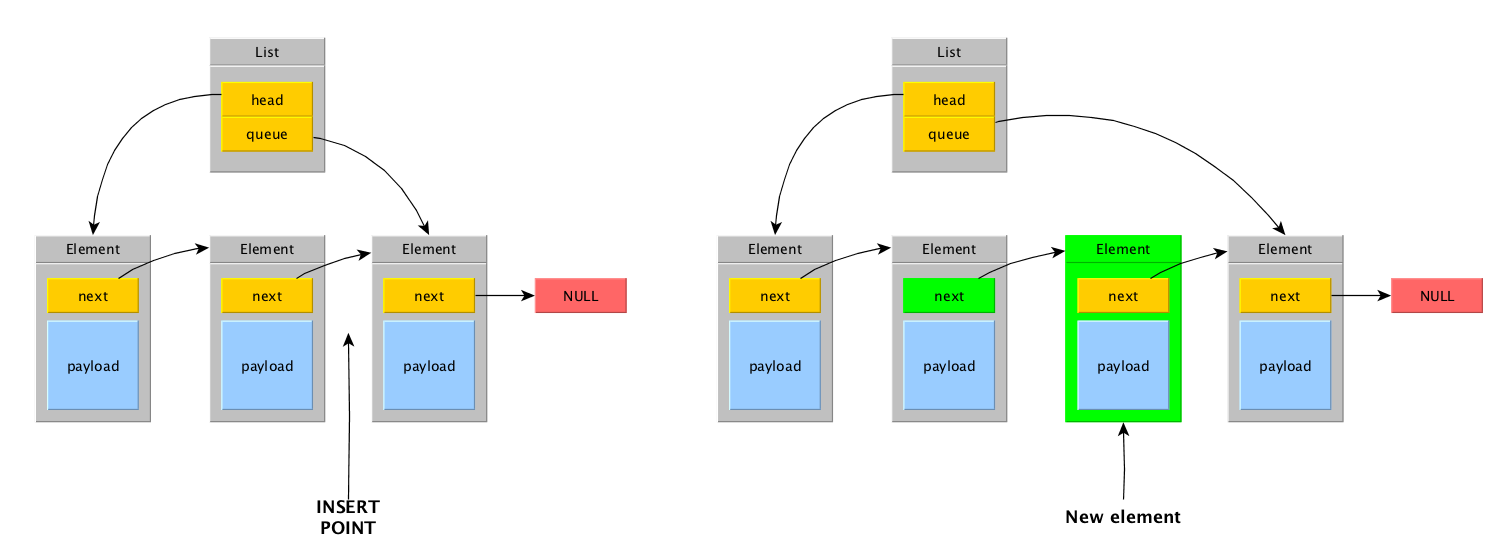 List
head
queue
Element
next
payload
Element
next
payload
Element
next
payload
NULL
INSERT
POINT
List
head
queue
Element
next
payload
Element
next
payload
Element
next
payload
Element
next
payload
NULL
New element